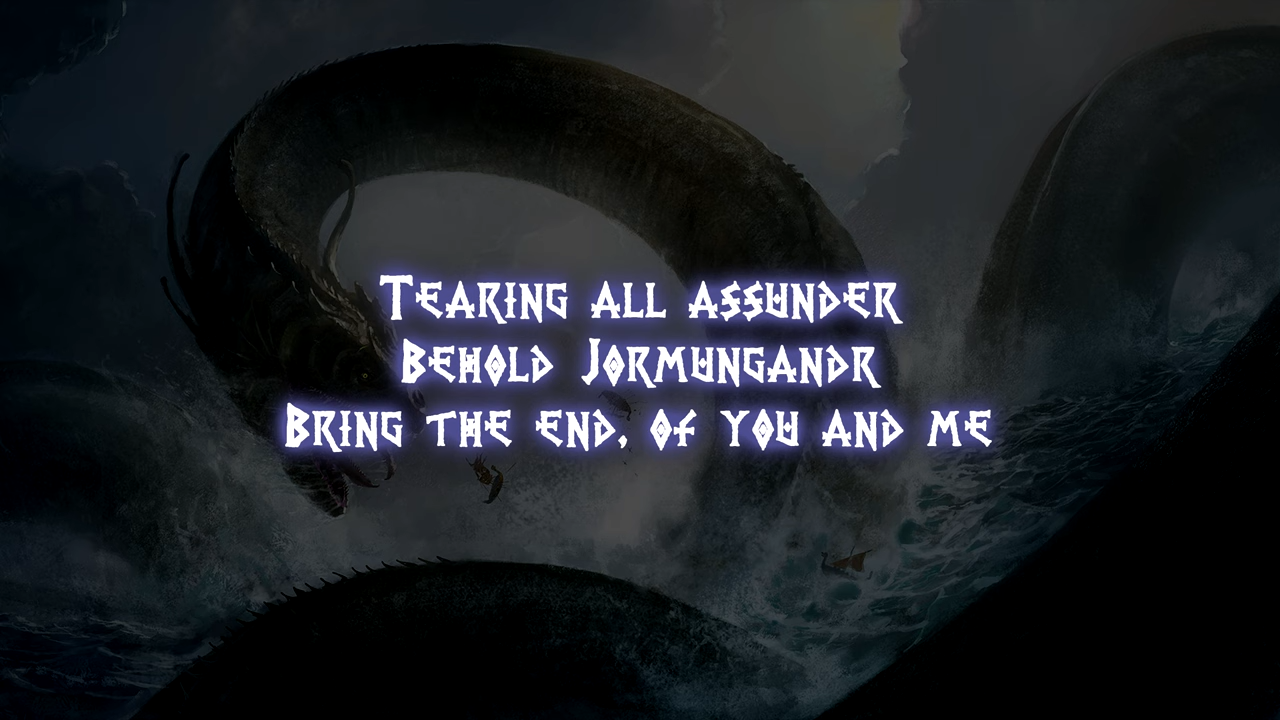 Tearing all assunder
Behold Jormungandr
Bring the end, of you and me